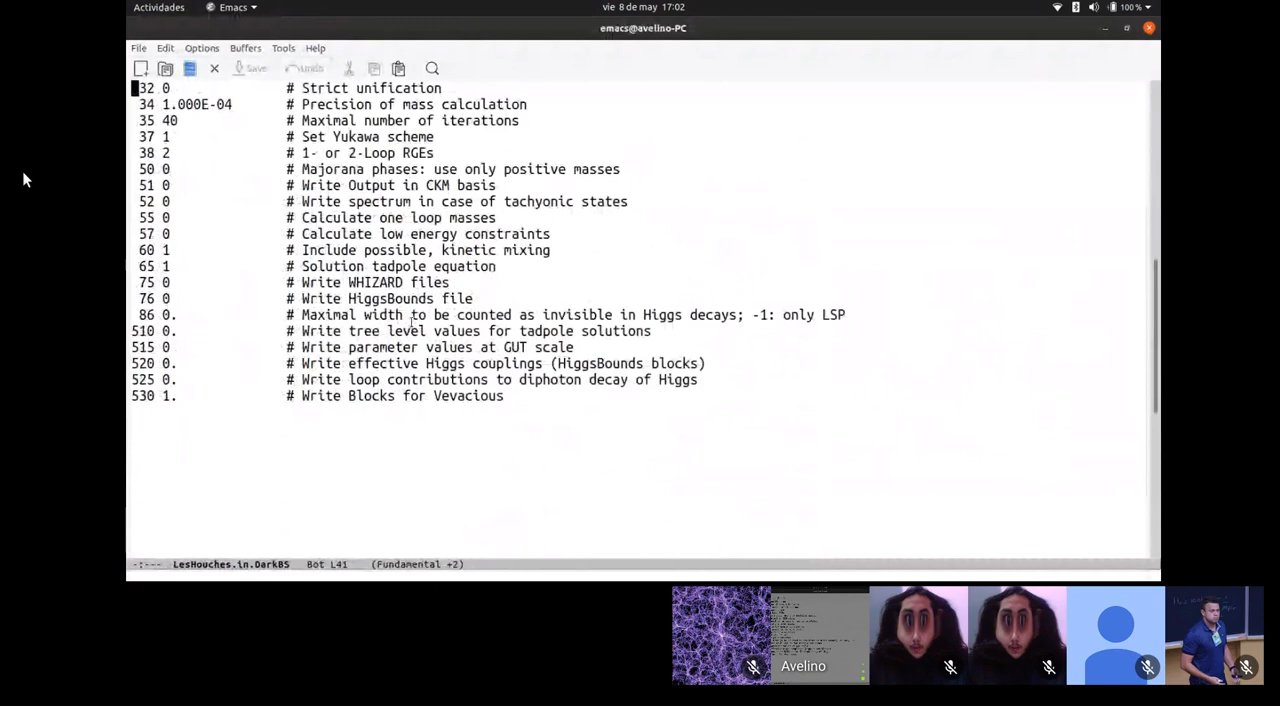 Actividades Emacs vie 8 de may 17:02 100%
emacs@avelino-PC
File Edit Options Buffers Tools Help
Save Undo
32 0 # Strict unification
34 1.000E-04 # Precision of mass calculation
35 40 # Maximal number of iterations
37 1 # Set Yukawa scheme
38 2 # 1- or 2-Loop RGEs
50 0 # Majorana phases: use only positive masses
51 0 # Write Output in CKM basis
52 0 # Write spectrum in case of tachyonic states
55 0 # Calculate one loop masses
57 0 # Calculate low energy constraints
60 1 # Include possible, kinetic mixing
65 1 # Solution tadpole equation
75 0 # Write WHIZARD files
76 0 # Write HiggsBounds file
86 0. # Maximal width to be counted as invisible in Higgs decays; -1: only LSP
510 0. # Write tree level values for tadpole solutions
515 0 # Write parameter values at GUT scale
520 0. # Write effective Higgs couplings (HiggsBounds blocks)
525 0. # Write loop contributions to diphoton decay of Higgs
530 1. # Write Blocks for Vevacious
-:--- LesHouches.in.DarkBS Bot L41 (Fundamental +2)
Avelino